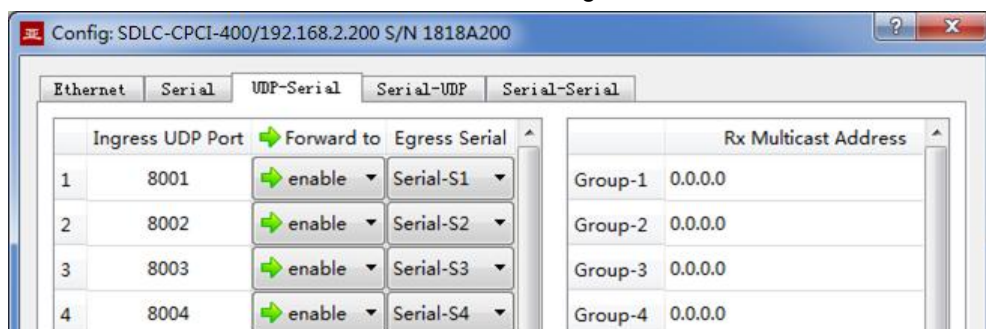 亚 Config: SDLC-CPCI-400/192.168.2.200 S/N 1818A200 ? X
Ethernet Serial UDP-Serial Serial-UDP Serial-Serial
Ingress UDP Port Forward to Egress Serial Rx Multicast Address
1 8001 enable Serial-S1 Group-1 0.0.0.0
2 8002 enable Serial-S2 Group-2 0.0.0.0
3 8003 enable Serial-S3 Group-3 0.0.0.0
4 8004 enable Serial-S4 Group-4 0.0.0.0